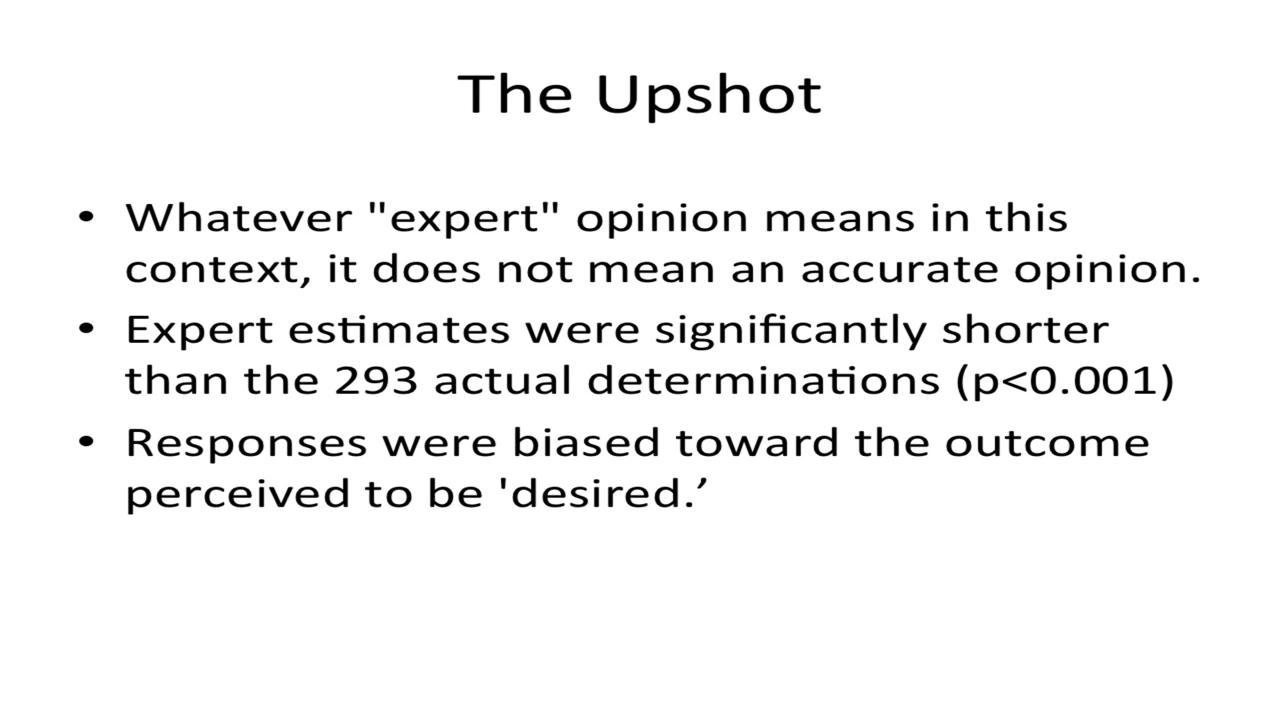 The Upshot
• Whatever "expert" opinion means in this
context, it does not mean an accurate opinion.
• Expert estimates were significantly shorter
than the 293 actual determinations (p<0.001)
• Responses were biased toward the outcome
perceived to be 'desired.’